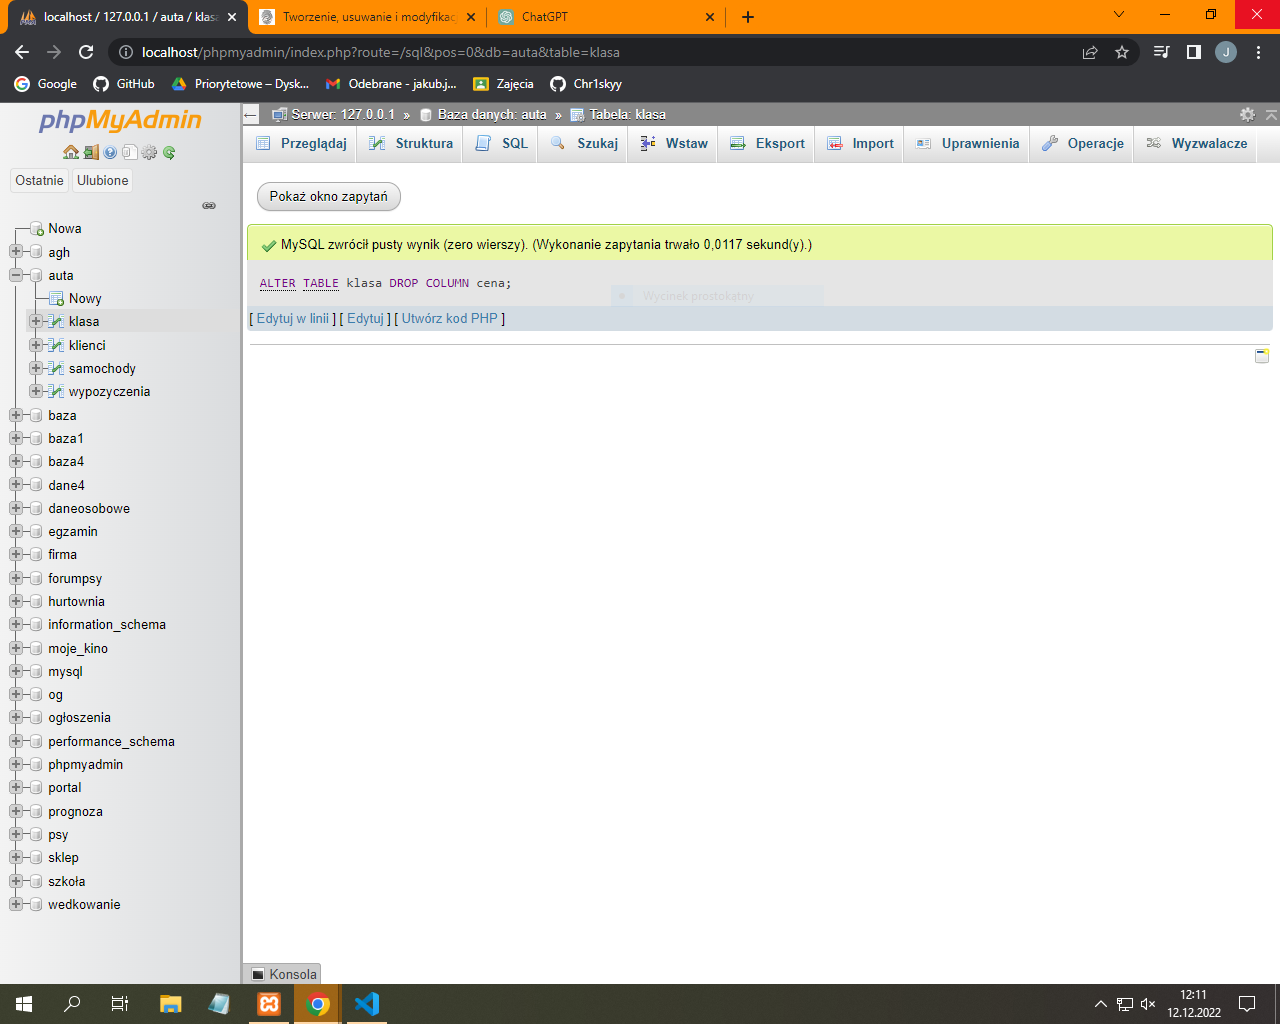 localhost / 127.0.0.1 / auta / klasa
Tworzenie, usuwanie i modyfikac
ChatGPT
localhost/phpmyadmin/index.php?route=/sql&pos=0&db=auta&table=klasa
J
Google
GitHub
Priorytetowe – Dysk...
Odebrane - jakub.j...
Zajęcia
Chr1skyy
phpMyAdmin
Ostatnie
Ulubione
Nowa
agh
auta
Nowy
klasa
klienci
samochody
wypozyczenia
baza
baza1
baza4
dane4
daneosobowe
egzamin
firma
forumpsy
hurtownia
information_schema
moje_kino
mysql
og
ogłoszenia
performance_schema
phpmyadmin
portal
prognoza
psy
sklep
szkoła
wedkowanie
Serwer: 127.0.0.1 » Baza danych: auta » Tabela: klasa
Przeglądaj
Struktura
SQL
Szukaj
Wstaw
Eksport
Import
Uprawnienia
Operacje
Wyzwalacze
Pokaż okno zapytań
MySQL zwrócił pusty wynik (zero wierszy). (Wykonanie zapytania trwało 0,0117 sekund(y).)
ALTER TABLE klasa DROP COLUMN cena;
Wycinek prostokątny
[ Edytuj w linii ] [ Edytuj ] [ Utwórz kod PHP ]
Konsola
12:11
12.12.2022